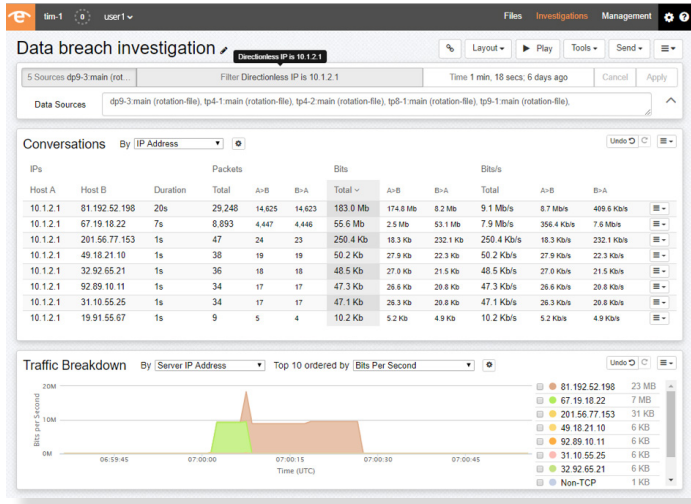 tim-1 0 user1 Files Investigations Management
Data breach investigation Layout Play Tools Send
Directionless IP is 10.1.2.1
5 Sources dp9-3:main (rot... Filter Directionless IP is 10.1.2.1 Time 1 min, 18 secs; 6 days ago Cancel Apply
Data Sources dp9-3:main (rotation-file), tp4-1:main (rotation-file), tp4-2:main (rotation-file), tp8-1:main (rotation-file), tp9-1:main (rotation-file),
Conversations By IP Address Undo
IPs Packets Bits Bits/s
Host A Host B Duration Total A>B B>A Total A>B B>A Total A>B B>A
10.1.2.1 81.192.52.198 20s 29,248 14,625 14,623 183.0 Mb 174.8 Mb 8.2 Mb 9.1 Mb/s 8.7 Mb/s 409.6 Kb/s
10.1.2.1 67.19.18.22 7s 8,893 4,447 4,446 55.6 Mb 2.5 Mb 53.1 Mb 7.9 Mb/s 356.4 Kb/s 7.6 Mb/s
10.1.2.1 201.56.77.153 1s 47 24 23 250.4 Kb 18.3 Kb 232.1 Kb 250.4 Kb/s 18.3 Kb/s 232.1 Kb/s
10.1.2.1 49.18.21.10 1s 38 19 19 50.2 Kb 27.9 Kb 22.3 Kb 50.2 Kb/s 27.9 Kb/s 22.3 Kb/s
10.1.2.1 32.92.65.21 1s 36 18 18 48.5 Kb 27.0 Kb 21.5 Kb 48.5 Kb/s 27.0 Kb/s 21.5 Kb/s
10.1.2.1 92.89.10.11 1s 34 17 17 47.3 Kb 26.6 Kb 20.8 Kb 47.3 Kb/s 26.6 Kb/s 20.8 Kb/s
10.1.2.1 31.10.55.25 1s 34 17 17 47.1 Kb 26.3 Kb 20.8 Kb 47.1 Kb/s 26.3 Kb/s 20.8 Kb/s
10.1.2.1 19.91.55.67 1s 9 5 4 10.2 Kb 5.2 Kb 4.9 Kb 10.2 Kb/s 5.2 Kb/s 4.9 Kb/s
Traffic Breakdown By Server IP Address Top 10 ordered by Bits Per Second Undo
Bits per Second
20M
10M
0M
06:59:45 07:00:00 07:00:15 07:00:30 07:00:45
Time (UTC)
81.192.52.198 23 MB
67.19.18.22 7 MB
201.56.77.153 31 KB
49.18.21.10 6 KB
92.89.10.11 6 KB
31.10.55.25 6 KB
32.92.65.21 6 KB
Non-TCP 1 KB